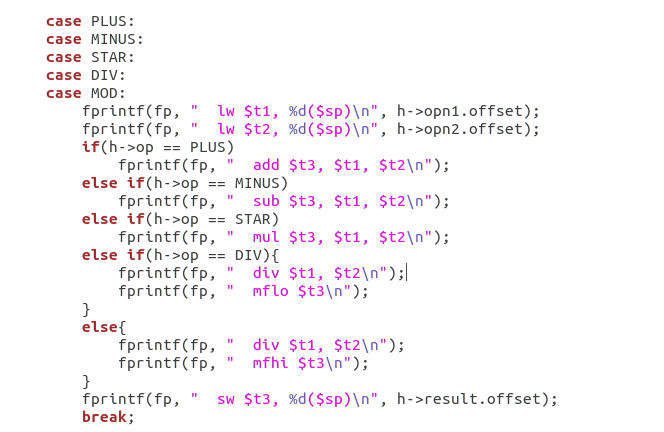 case PLUS:
case MINUS:
case STAR:
case DIV:
case MOD:
    fprintf(fp, "  lw $t1, %d($sp)\n", h->opn1.offset);
    fprintf(fp, "  lw $t2, %d($sp)\n", h->opn2.offset);
    if(h->op == PLUS)
        fprintf(fp, "  add $t3, $t1, $t2\n");
    else if(h->op == MINUS)
        fprintf(fp, "  sub $t3, $t1, $t2\n");
    else if(h->op == STAR)
        fprintf(fp, "  mul $t3, $t1, $t2\n");
    else if(h->op == DIV){
        fprintf(fp, "  div $t1, $t2\n");
        fprintf(fp, "  mflo $t3\n");
    }
    else{
        fprintf(fp, "  div $t1, $t2\n");
        fprintf(fp, "  mfhi $t3\n");
    }
    fprintf(fp, "  sw $t3, %d($sp)\n", h->result.offset);
    break;